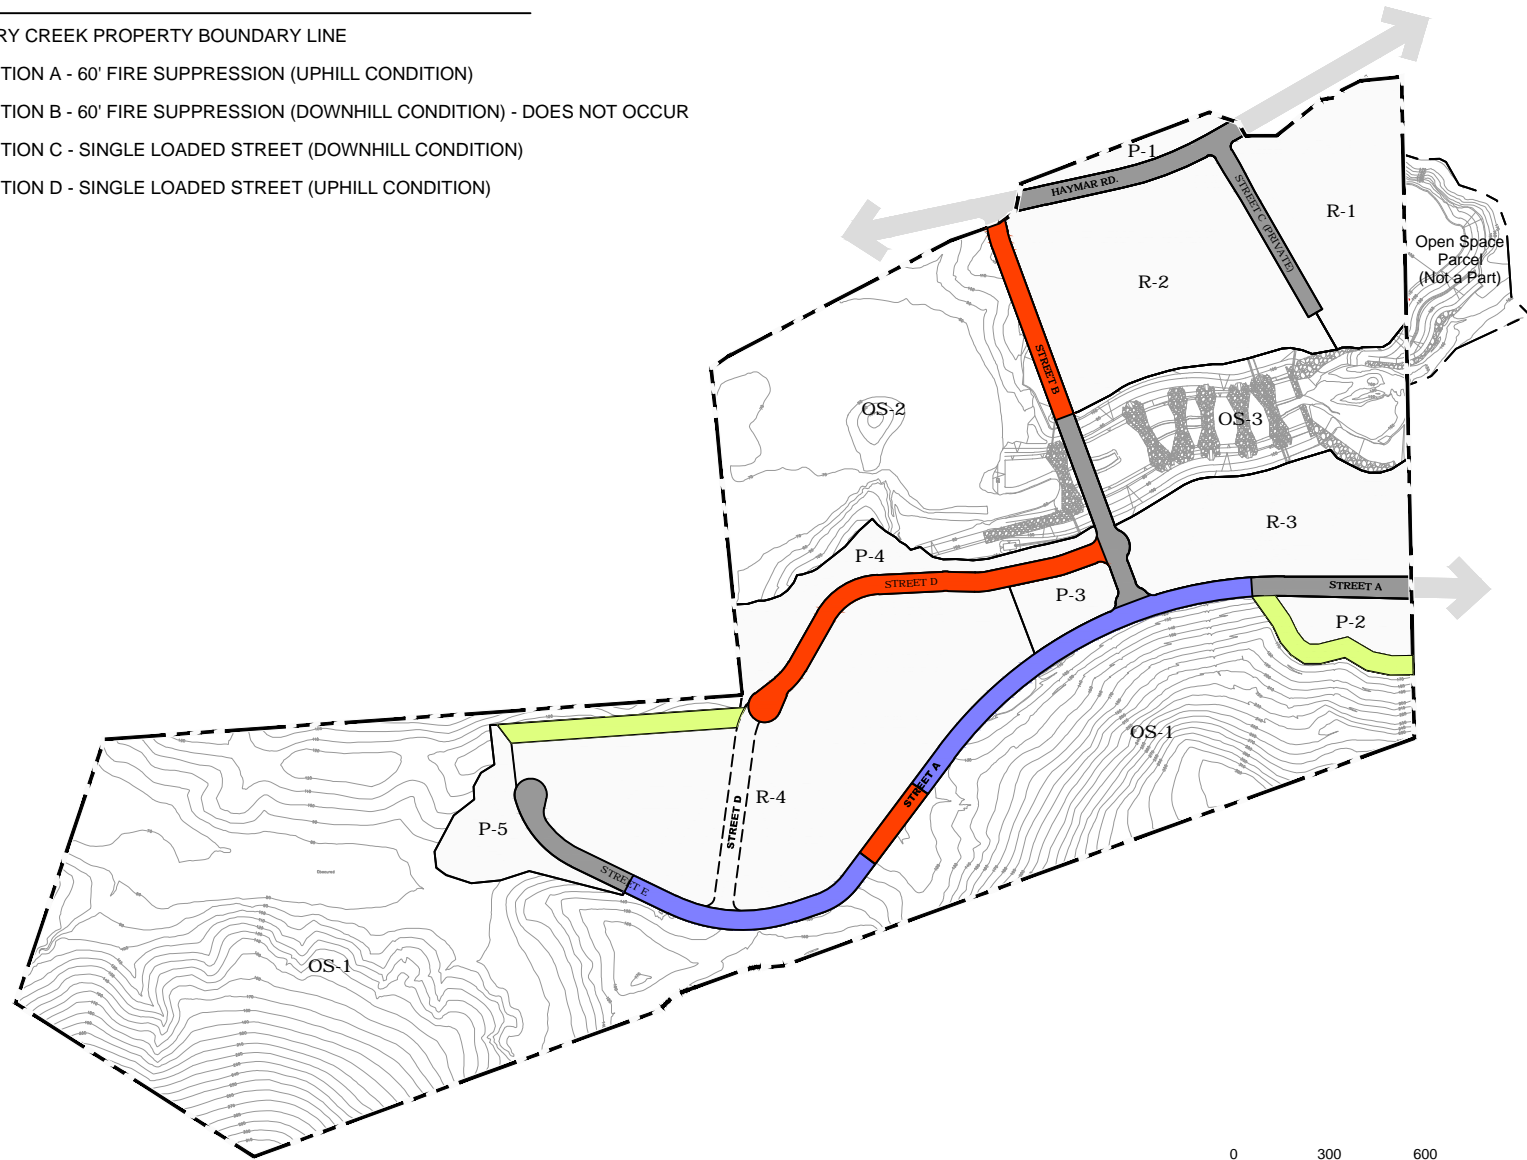 RY CREEK PROPERTY BOUNDARY LINE
TION A - 60' FIRE SUPPRESSION (UPHILL CONDITION)
TION B - 60' FIRE SUPPRESSION (DOWNHILL CONDITION) - DOES NOT OCCUR
TION C - SINGLE LOADED STREET (DOWNHILL CONDITION)
TION D - SINGLE LOADED STREET (UPHILL CONDITION)
P-1
HAYMAR RD.
STREET C (PRIVATE)
R-1
Open Space
Parcel
(Not a Part)
R-2
STREET B
OS-2
OS-3
R-3
P-4
STREET D
P-3
STREET A
P-2
OS-1
STREET A
R-4
STREET D
P-5
STREET E
OS-1
0 300 600